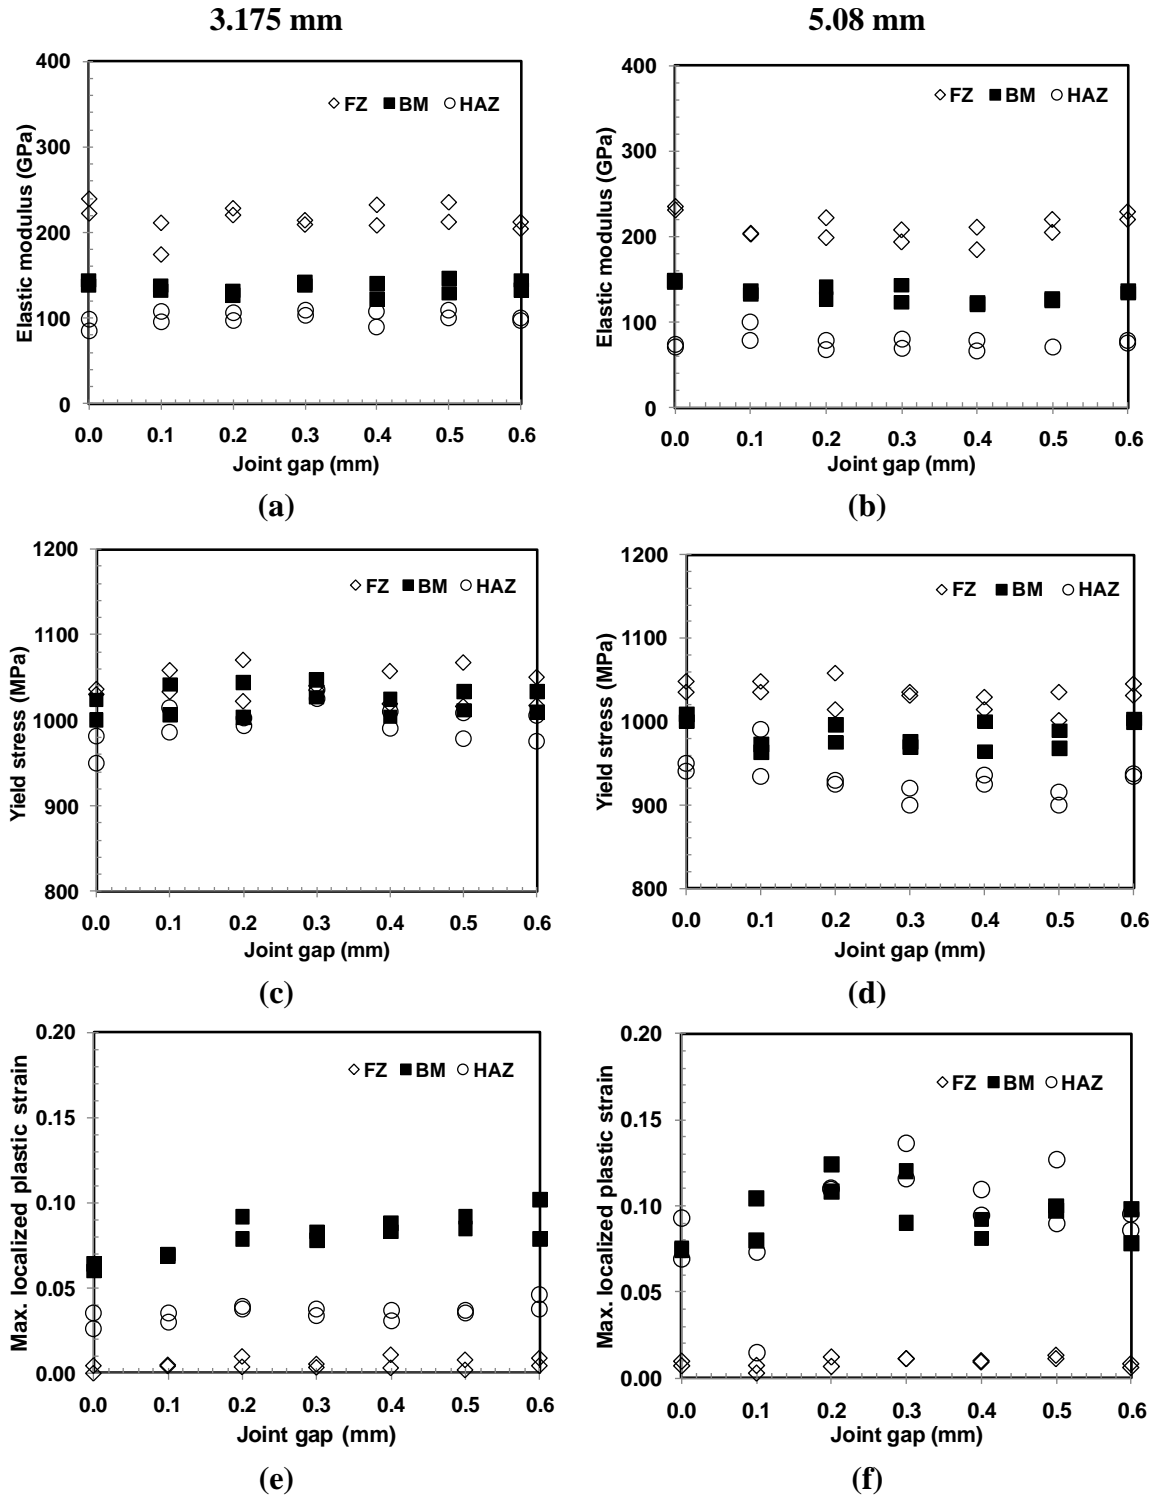 3.175 mm
5.08 mm
400
300
200
100
0
Elastic modulus (GPa)
FZ BM HAZ
0.0 0.1 0.2 0.3 0.4 0.5 0.6
Joint gap (mm)
(a)
400
300
200
100
0
Elastic modulus (GPa)
FZ BM HAZ
0.0 0.1 0.2 0.3 0.4 0.5 0.6
Joint gap (mm)
(b)
1200
1100
1000
900
800
Yield stress (MPa)
FZ BM HAZ
0.0 0.1 0.2 0.3 0.4 0.5 0.6
Joint gap (mm)
(c)
1200
1100
1000
900
800
Yield stress (MPa)
FZ BM HAZ
0.0 0.1 0.2 0.3 0.4 0.5 0.6
Joint gap (mm)
(d)
0.20
0.15
0.10
0.05
0.00
Max. localized plastic strain
FZ BM HAZ
0.0 0.1 0.2 0.3 0.4 0.5 0.6
Joint gap (mm)
(e)
0.20
0.15
0.10
0.05
0.00
Max. localized plastic strain
FZ BM HAZ
0.0 0.1 0.2 0.3 0.4 0.5 0.6
Joint gap (mm)
(f)